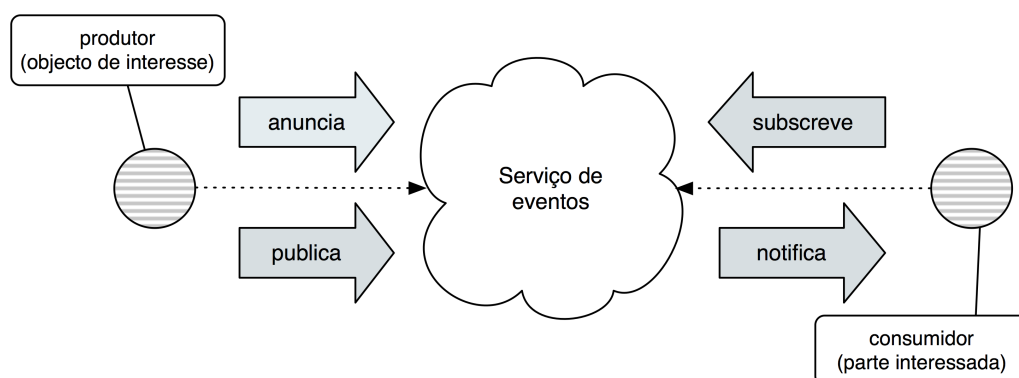 produtor
(objecto de interesse)
anuncia
subscreve
Serviço de
eventos
publica
notifica
consumidor
(parte interessada)